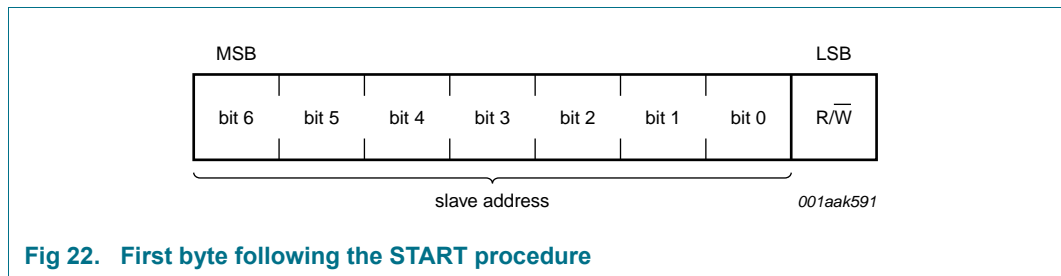 MSB LSB
bit 6 bit 5 bit 4 bit 3 bit 2 bit 1 bit 0 R/W̅
slave address 001aak591
Fig 22. First byte following the START procedure